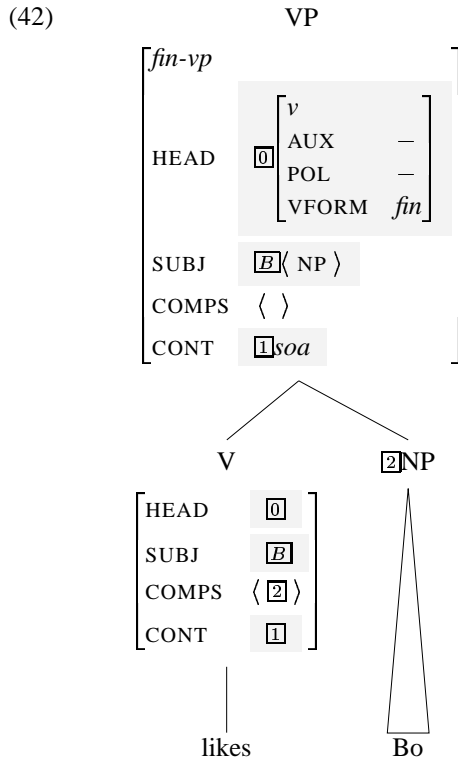 (42) VP
fin-vp
HEAD 0 v
AUX –
POL –
VFORM fin
SUBJ B ⟨ NP ⟩
COMPS ⟨ ⟩
CONT 1 soa
V 2 NP
HEAD 0
SUBJ B
COMPS ⟨ 2 ⟩
CONT 1
likes Bo